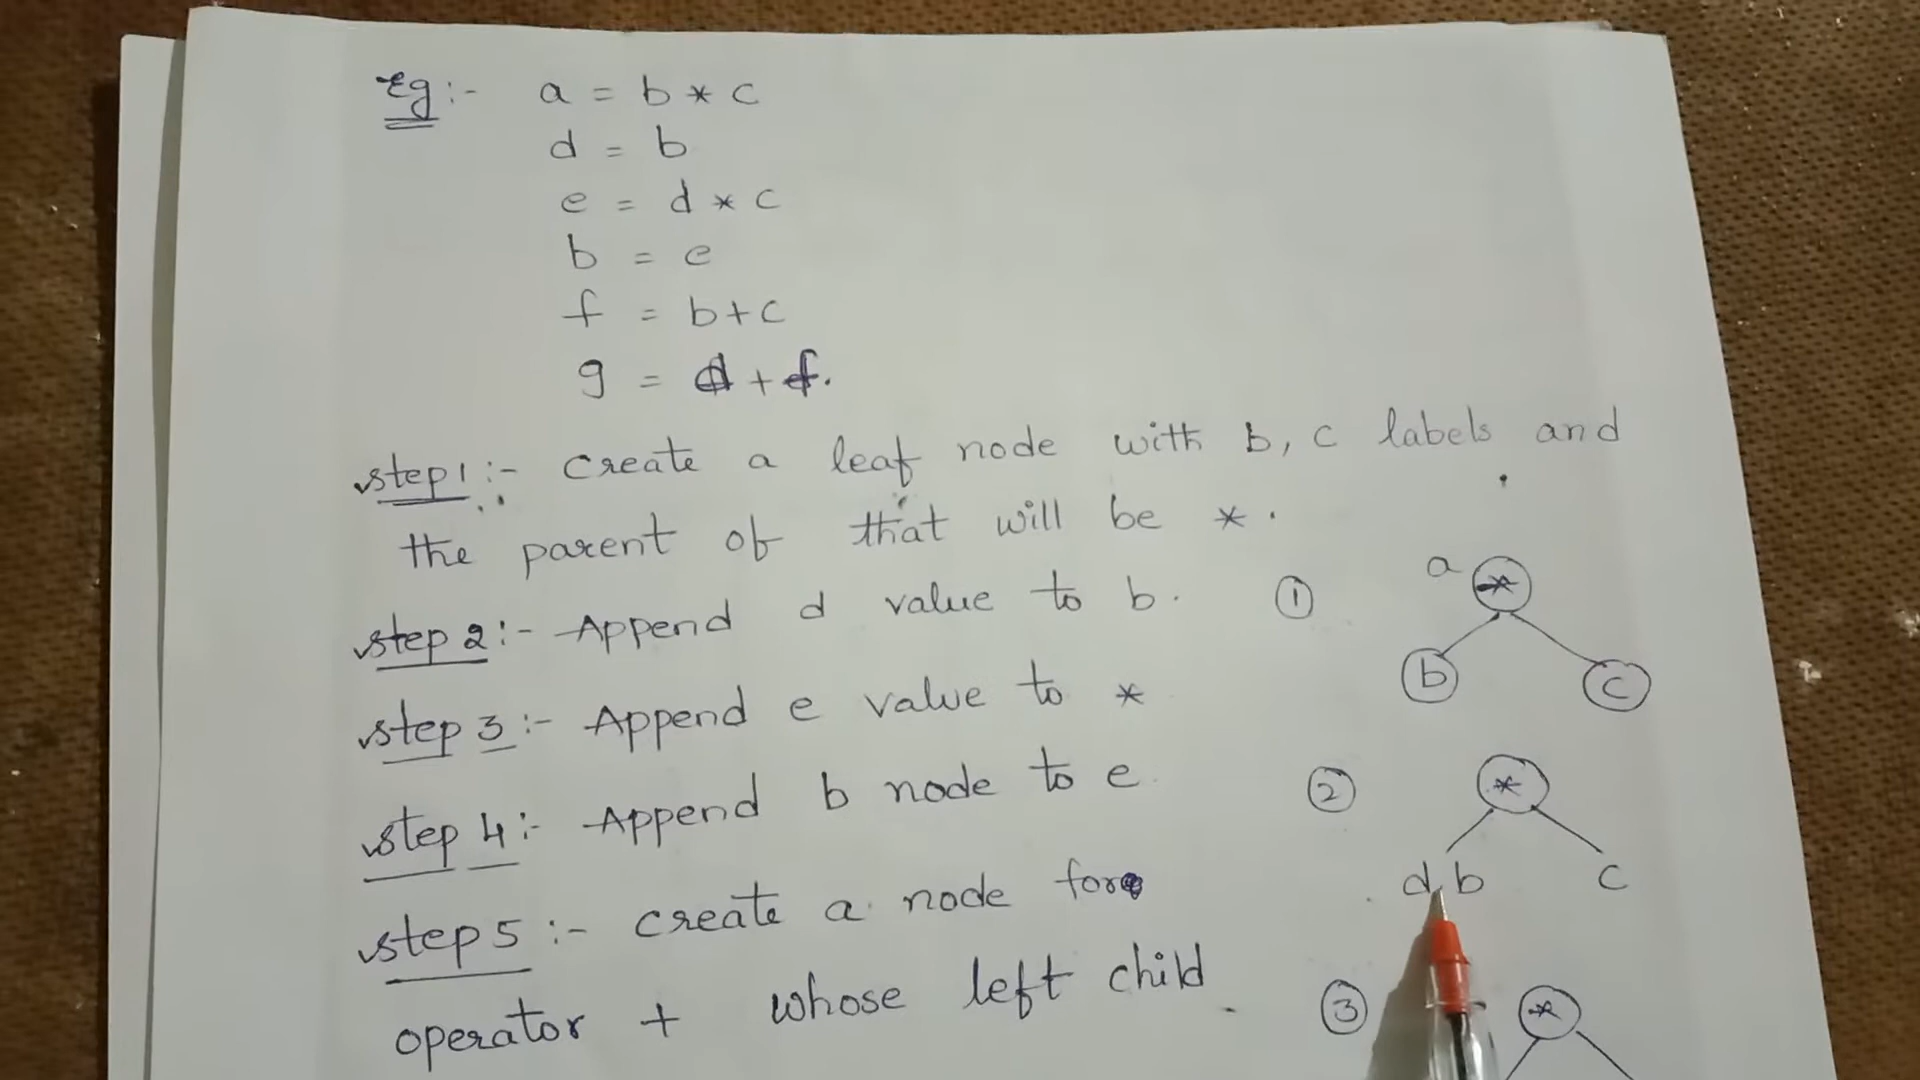 Eg:- a = b * c
d = b
e = d * c
b = e
f = b+c
g = d + f.
step1:- create a leaf node with b, c labels and
the parent of that will be *.
step 2:- Append d value to b.
step 3:- Append e value to *
step 4:- Append b node to e
step 5:- create a node for
operator + whose left child
① a *
b c
② *
d, b c
③ *